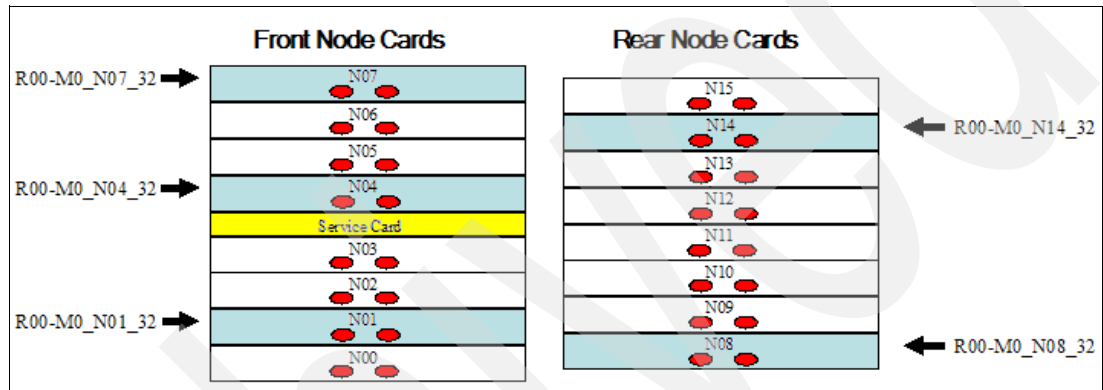 Front Node Cards
Rear Node Cards
R00-M0_N07_32
N07
N06
N05
R00-M0_N04_32
N04
Service Card
N03
N02
R00-M0_N01_32
N01
N00
N15
N14
R00-M0_N14_32
N13
N12
N11
N10
N09
N08
R00-M0_N08_32